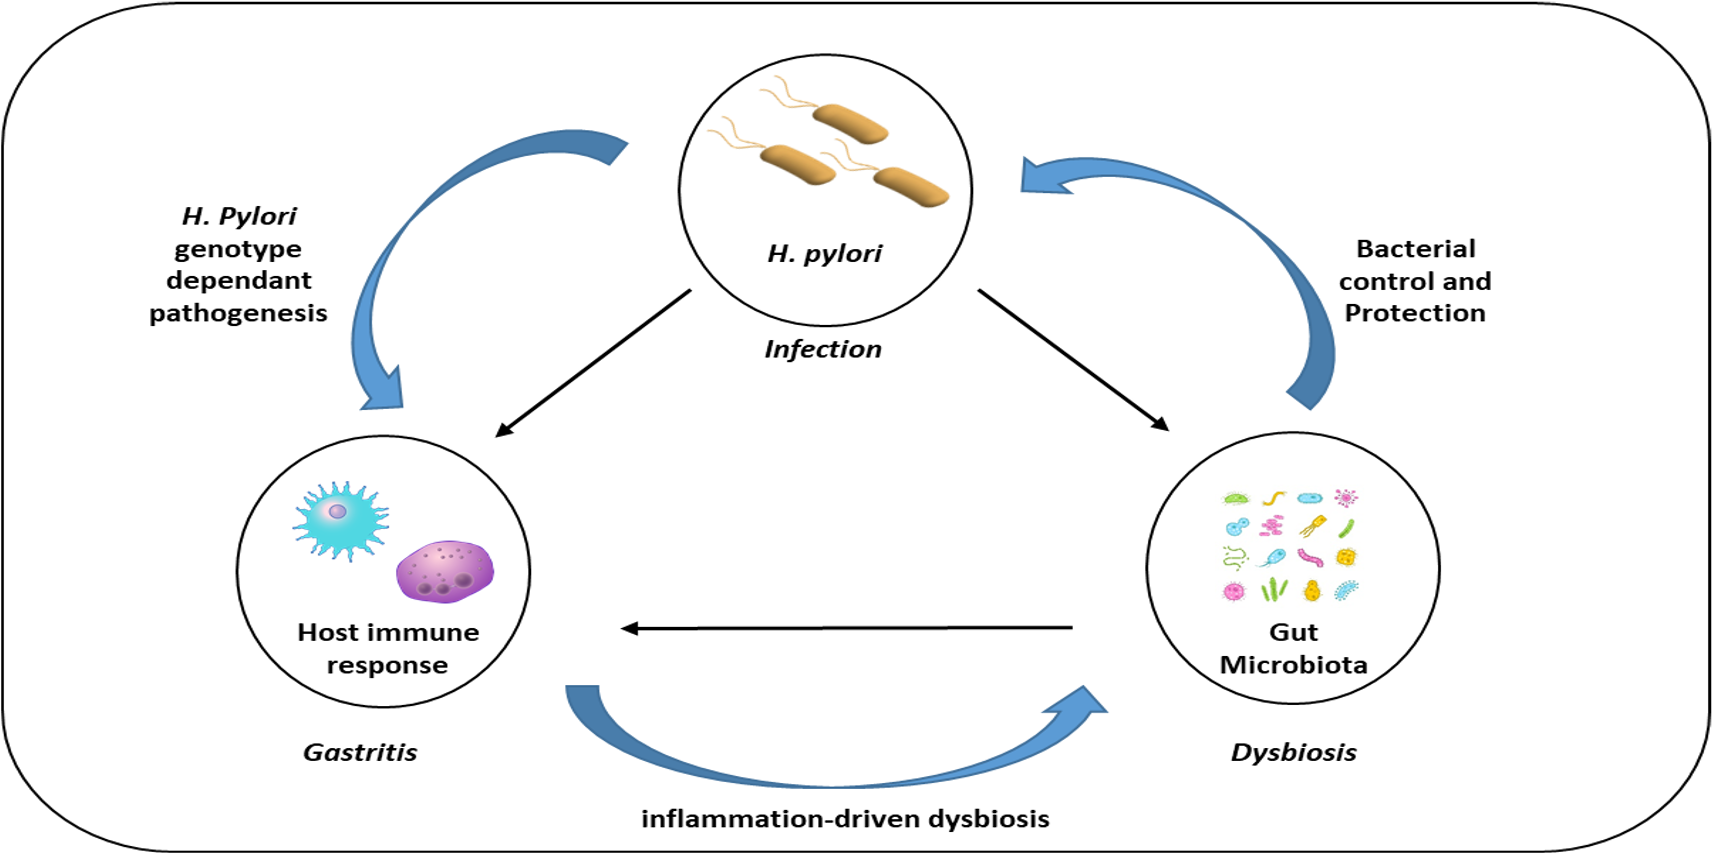 H. pylori
Infection
H. Pylori
genotype
dependant
pathogenesis
Bacterial
control and
Protection
Host immune
response
Gastritis
Gut
Microbiota
Dysbiosis
inflammation-driven dysbiosis